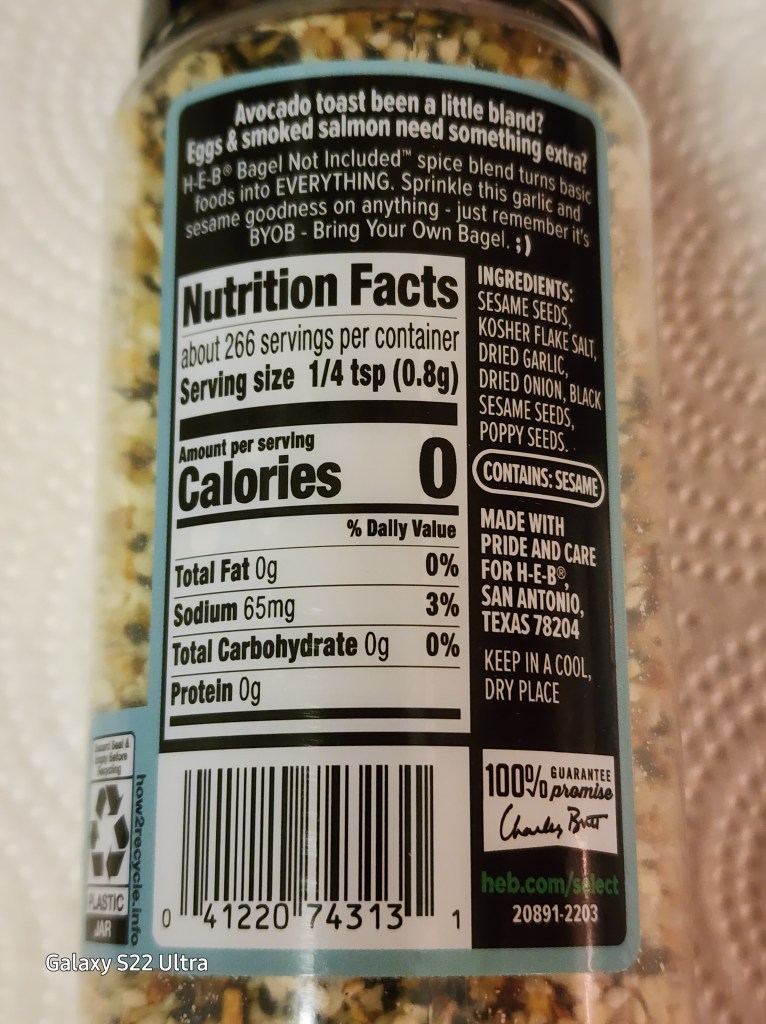 Avocado toast been a little bland?
Eggs & smoked salmon need something extra?
H-E-B® Bagel Not Included™ spice blend turns basic
foods into EVERYTHING. Sprinkle this garlic and
sesame goodness on anything - just remember it's
BYOB - Bring Your Own Bagel. ;)
Nutrition Facts
about 266 servings per container
Serving size 1/4 tsp (0.8g)
Amount per serving
Calories 0
% Daily Value
Total Fat 0g 0%
Sodium 65mg 3%
Total Carbohydrate 0g 0%
Protein 0g
INGREDIENTS:
SESAME SEEDS,
KOSHER FLAKE SALT,
DRIED GARLIC,
DRIED ONION, BLACK
SESAME SEEDS,
POPPY SEEDS.
CONTAINS: SESAME
MADE WITH
PRIDE AND CARE
FOR H-E-B®,
SAN ANTONIO,
TEXAS 78204
KEEP IN A COOL,
DRY PLACE
100% GUARANTEE
promise
Charles Butt
heb.com/select
20891-2203
0 41220 74313 1
Seal &
Empty Before
Recycling
PLASTIC
JAR
how2recycle.info
Galaxy S22 Ultra